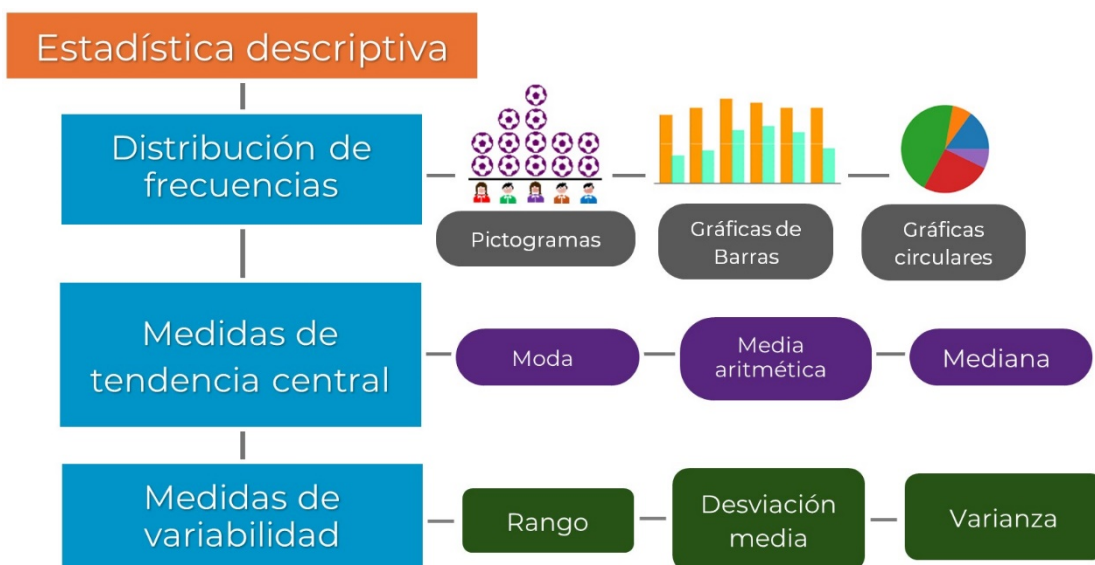 Estadística descriptiva
Distribución de
frecuencias
Pictogramas
Gráficas de
Barras
Gráficas
circulares
Medidas de
tendencia central
Moda
Media
aritmética
Mediana
Medidas de
variabilidad
Rango
Desviación
media
Varianza